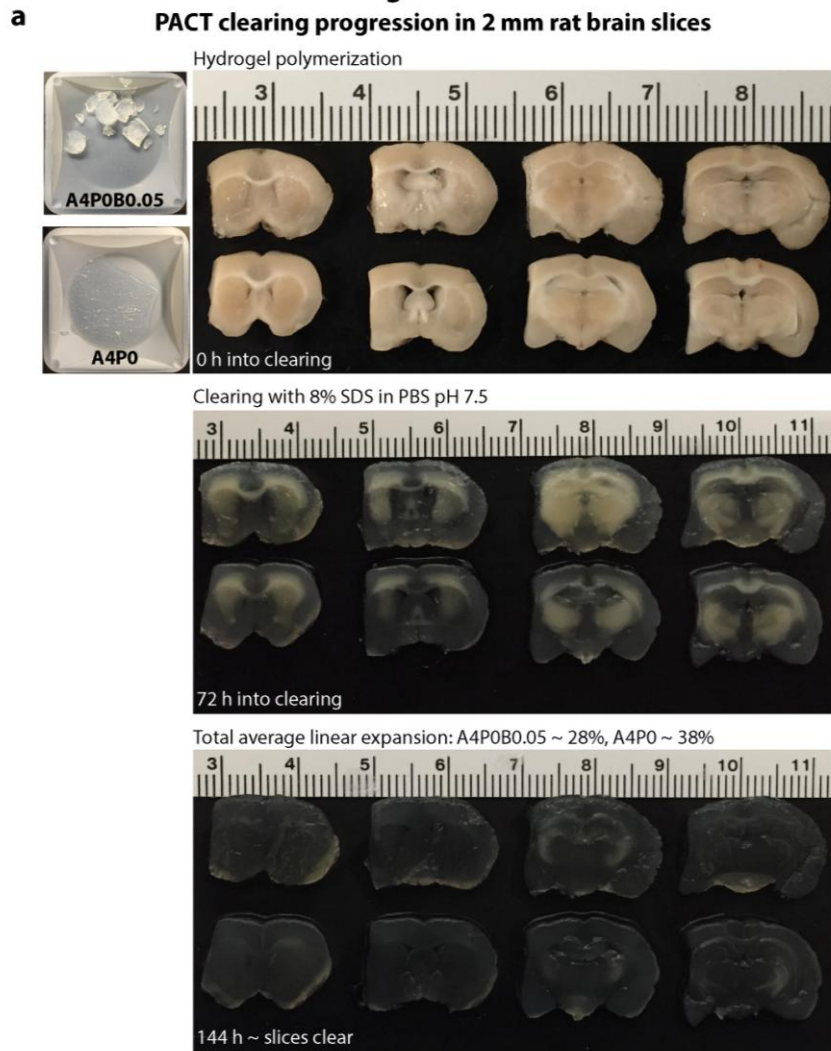 a
PACT clearing progression in 2 mm rat brain slices
Hydrogel polymerization
A4P0B0.05
A4P0
3 4 5 6 7 8
0 h into clearing
Clearing with 8% SDS in PBS pH 7.5
3 4 5 6 7 8 9 10 11
72 h into clearing
Total average linear expansion: A4P0B0.05 ~ 28%, A4P0 ~ 38%
3 4 5 6 7 8 9 10 11
144 h ~ slices clear